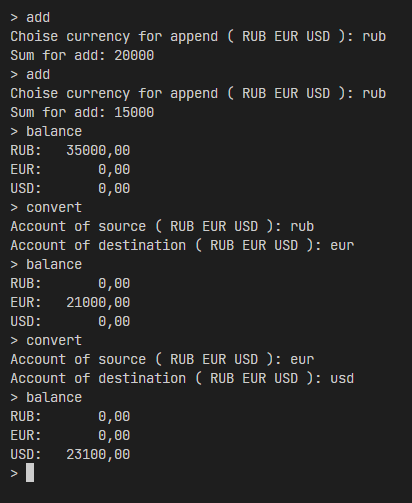 > add
Choise currency for append ( RUB EUR USD ): rub
Sum for add: 20000
> add
Choise currency for append ( RUB EUR USD ): rub
Sum for add: 15000
> balance
RUB:   35000,00
EUR:       0,00
USD:       0,00
> convert
Account of source ( RUB EUR USD ): rub
Account of destination ( RUB EUR USD ): eur
> balance
RUB:       0,00
EUR:   21000,00
USD:       0,00
> convert
Account of source ( RUB EUR USD ): eur
Account of destination ( RUB EUR USD ): usd
> balance
RUB:       0,00
EUR:       0,00
USD:   23100,00
>